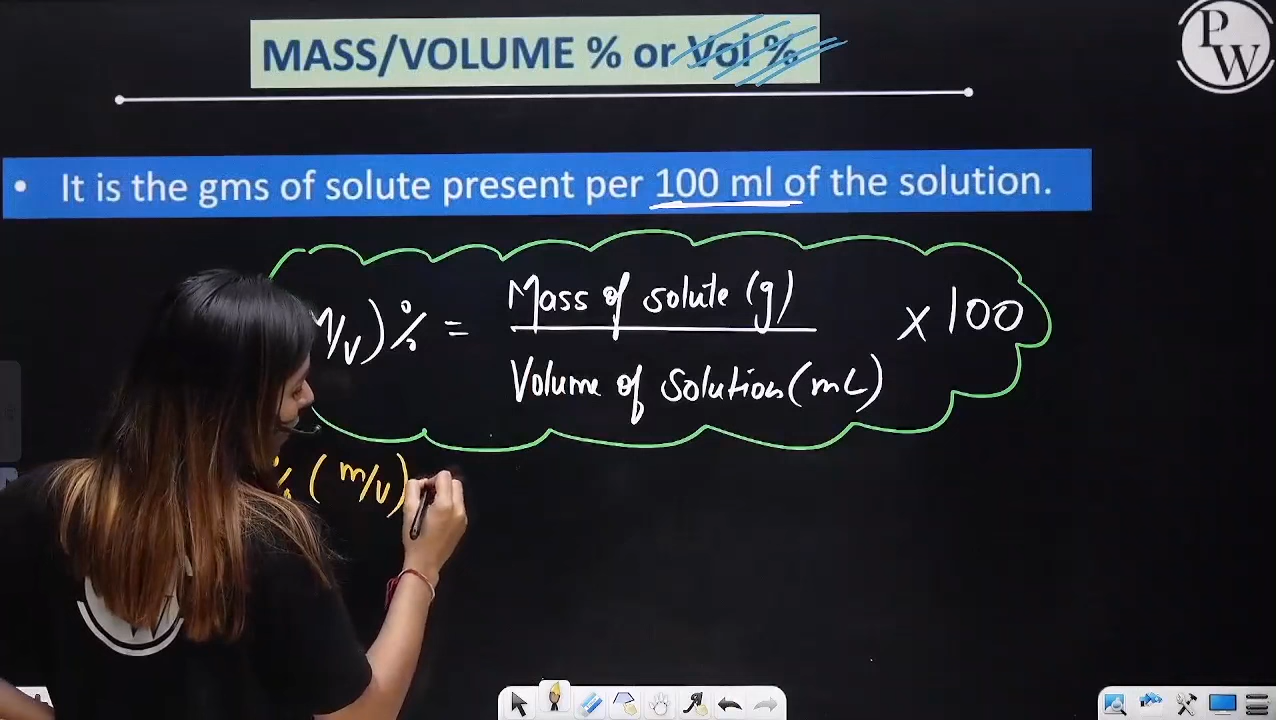 MASS/VOLUME % or Vol %
PW
• It is the gms of solute present per 100 ml of the solution.
M/V) % = Mass of solute (g)
Volume of solution (mL)
x 100
% (m/v)